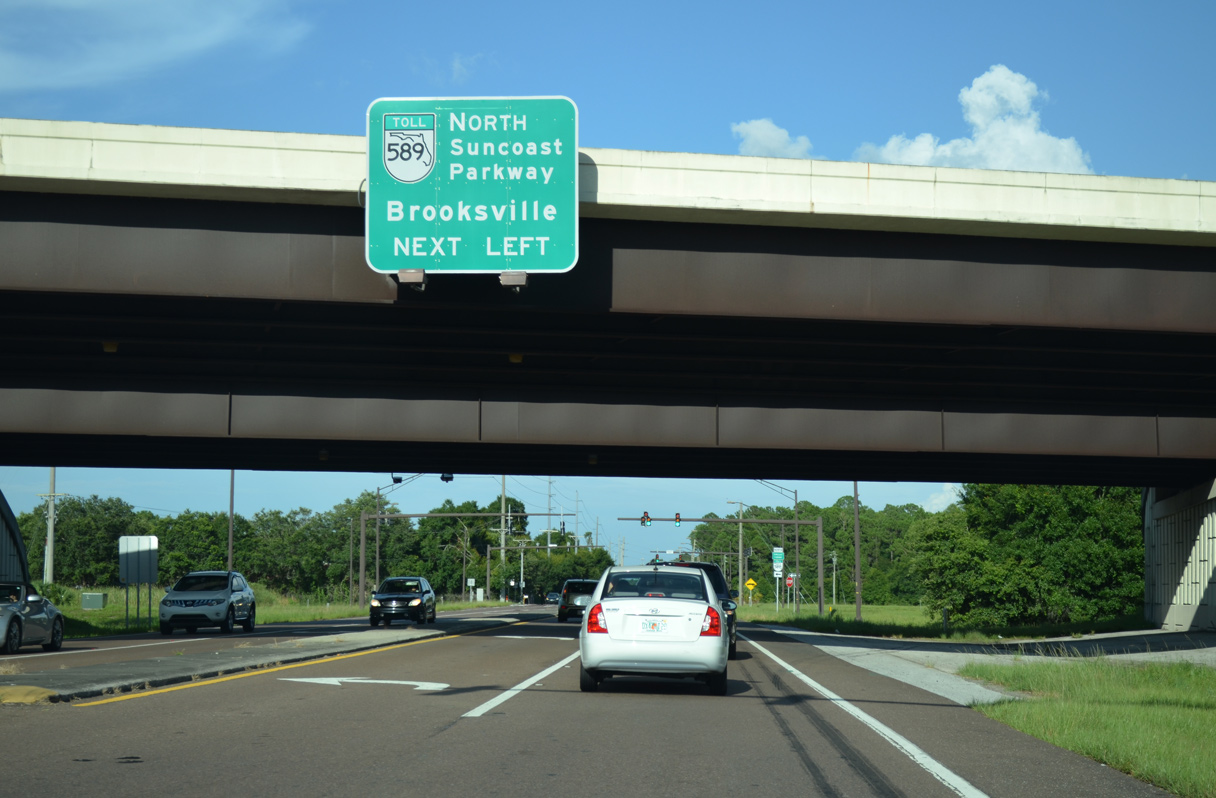 TOLL
589
NORTH
Suncoast
Parkway
Brooksville
NEXT LEFT